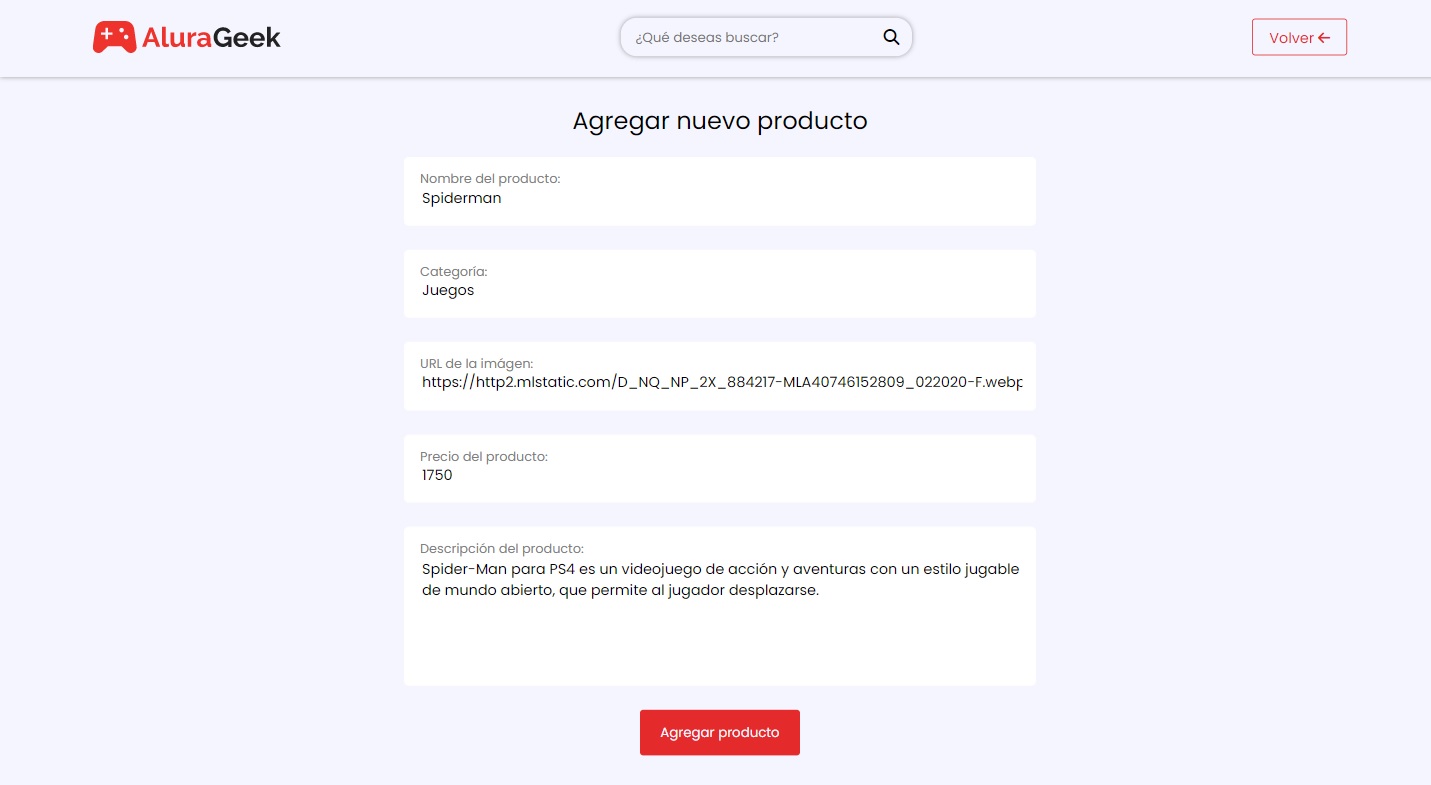 AluraGeek
¿Qué deseas buscar?
Volver
Agregar nuevo producto
Nombre del producto:
Spiderman
Categoría:
Juegos
URL de la imágen:
https://http2.mlstatic.com/D_NQ_NP_2X_884217-MLA40746152809_022020-F.webp
Precio del producto:
1750
Descripción del producto:
Spider-Man para PS4 es un videojuego de acción y aventuras con un estilo jugable
de mundo abierto, que permite al jugador desplazarse.
Agregar producto